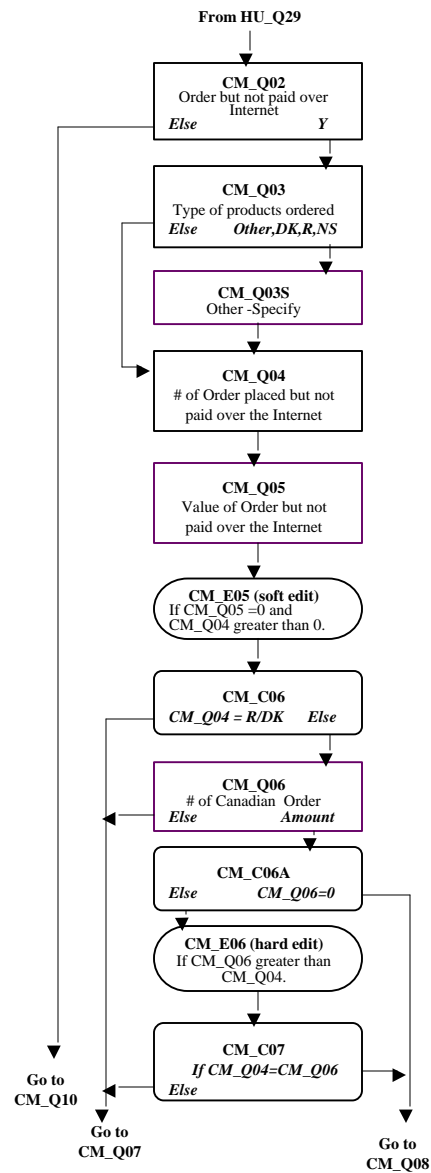 From HU_Q29
CM_Q02
Order but not paid over
Internet
Else Y
CM_Q03
Type of products ordered
Else Other,DK,R,NS
CM_Q03S
Other -Specify
CM_Q04
# of Order placed but not
paid over the Internet
CM_Q05
Value of Order but not
paid over the Internet
CM_E05 (soft edit)
If CM_Q05 =0 and
CM_Q04 greater than 0.
CM_C06
CM_Q04 = R/DK Else
CM_Q06
# of Canadian Order
Else Amount
CM_C06A
Else CM_Q06=0
CM_E06 (hard edit)
If CM_Q06 greater than
CM_Q04.
CM_C07
If CM_Q04=CM_Q06
Else
Go to
CM_Q10
Go to
CM_Q07
Go to
CM_Q08